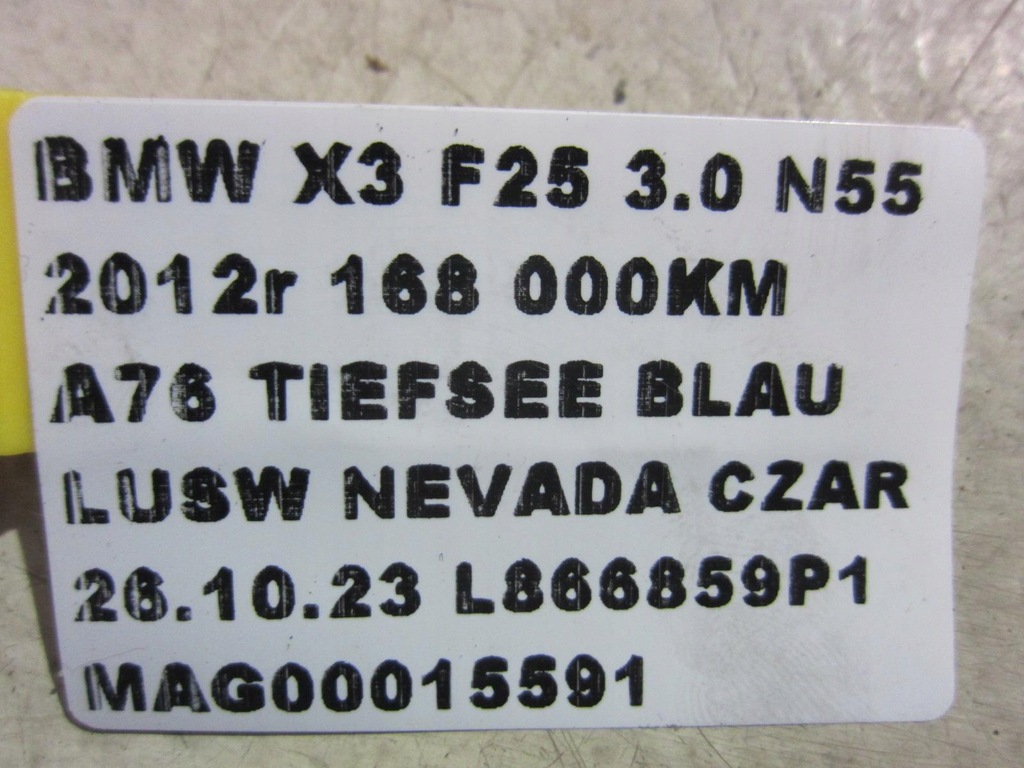 BMW X3 F25 3.0 N55
2012r 168 000KM
A76 TIEFSEE BLAU
LUSW NEVADA CZAR
26.10.23 L866859P1
MAG00015591